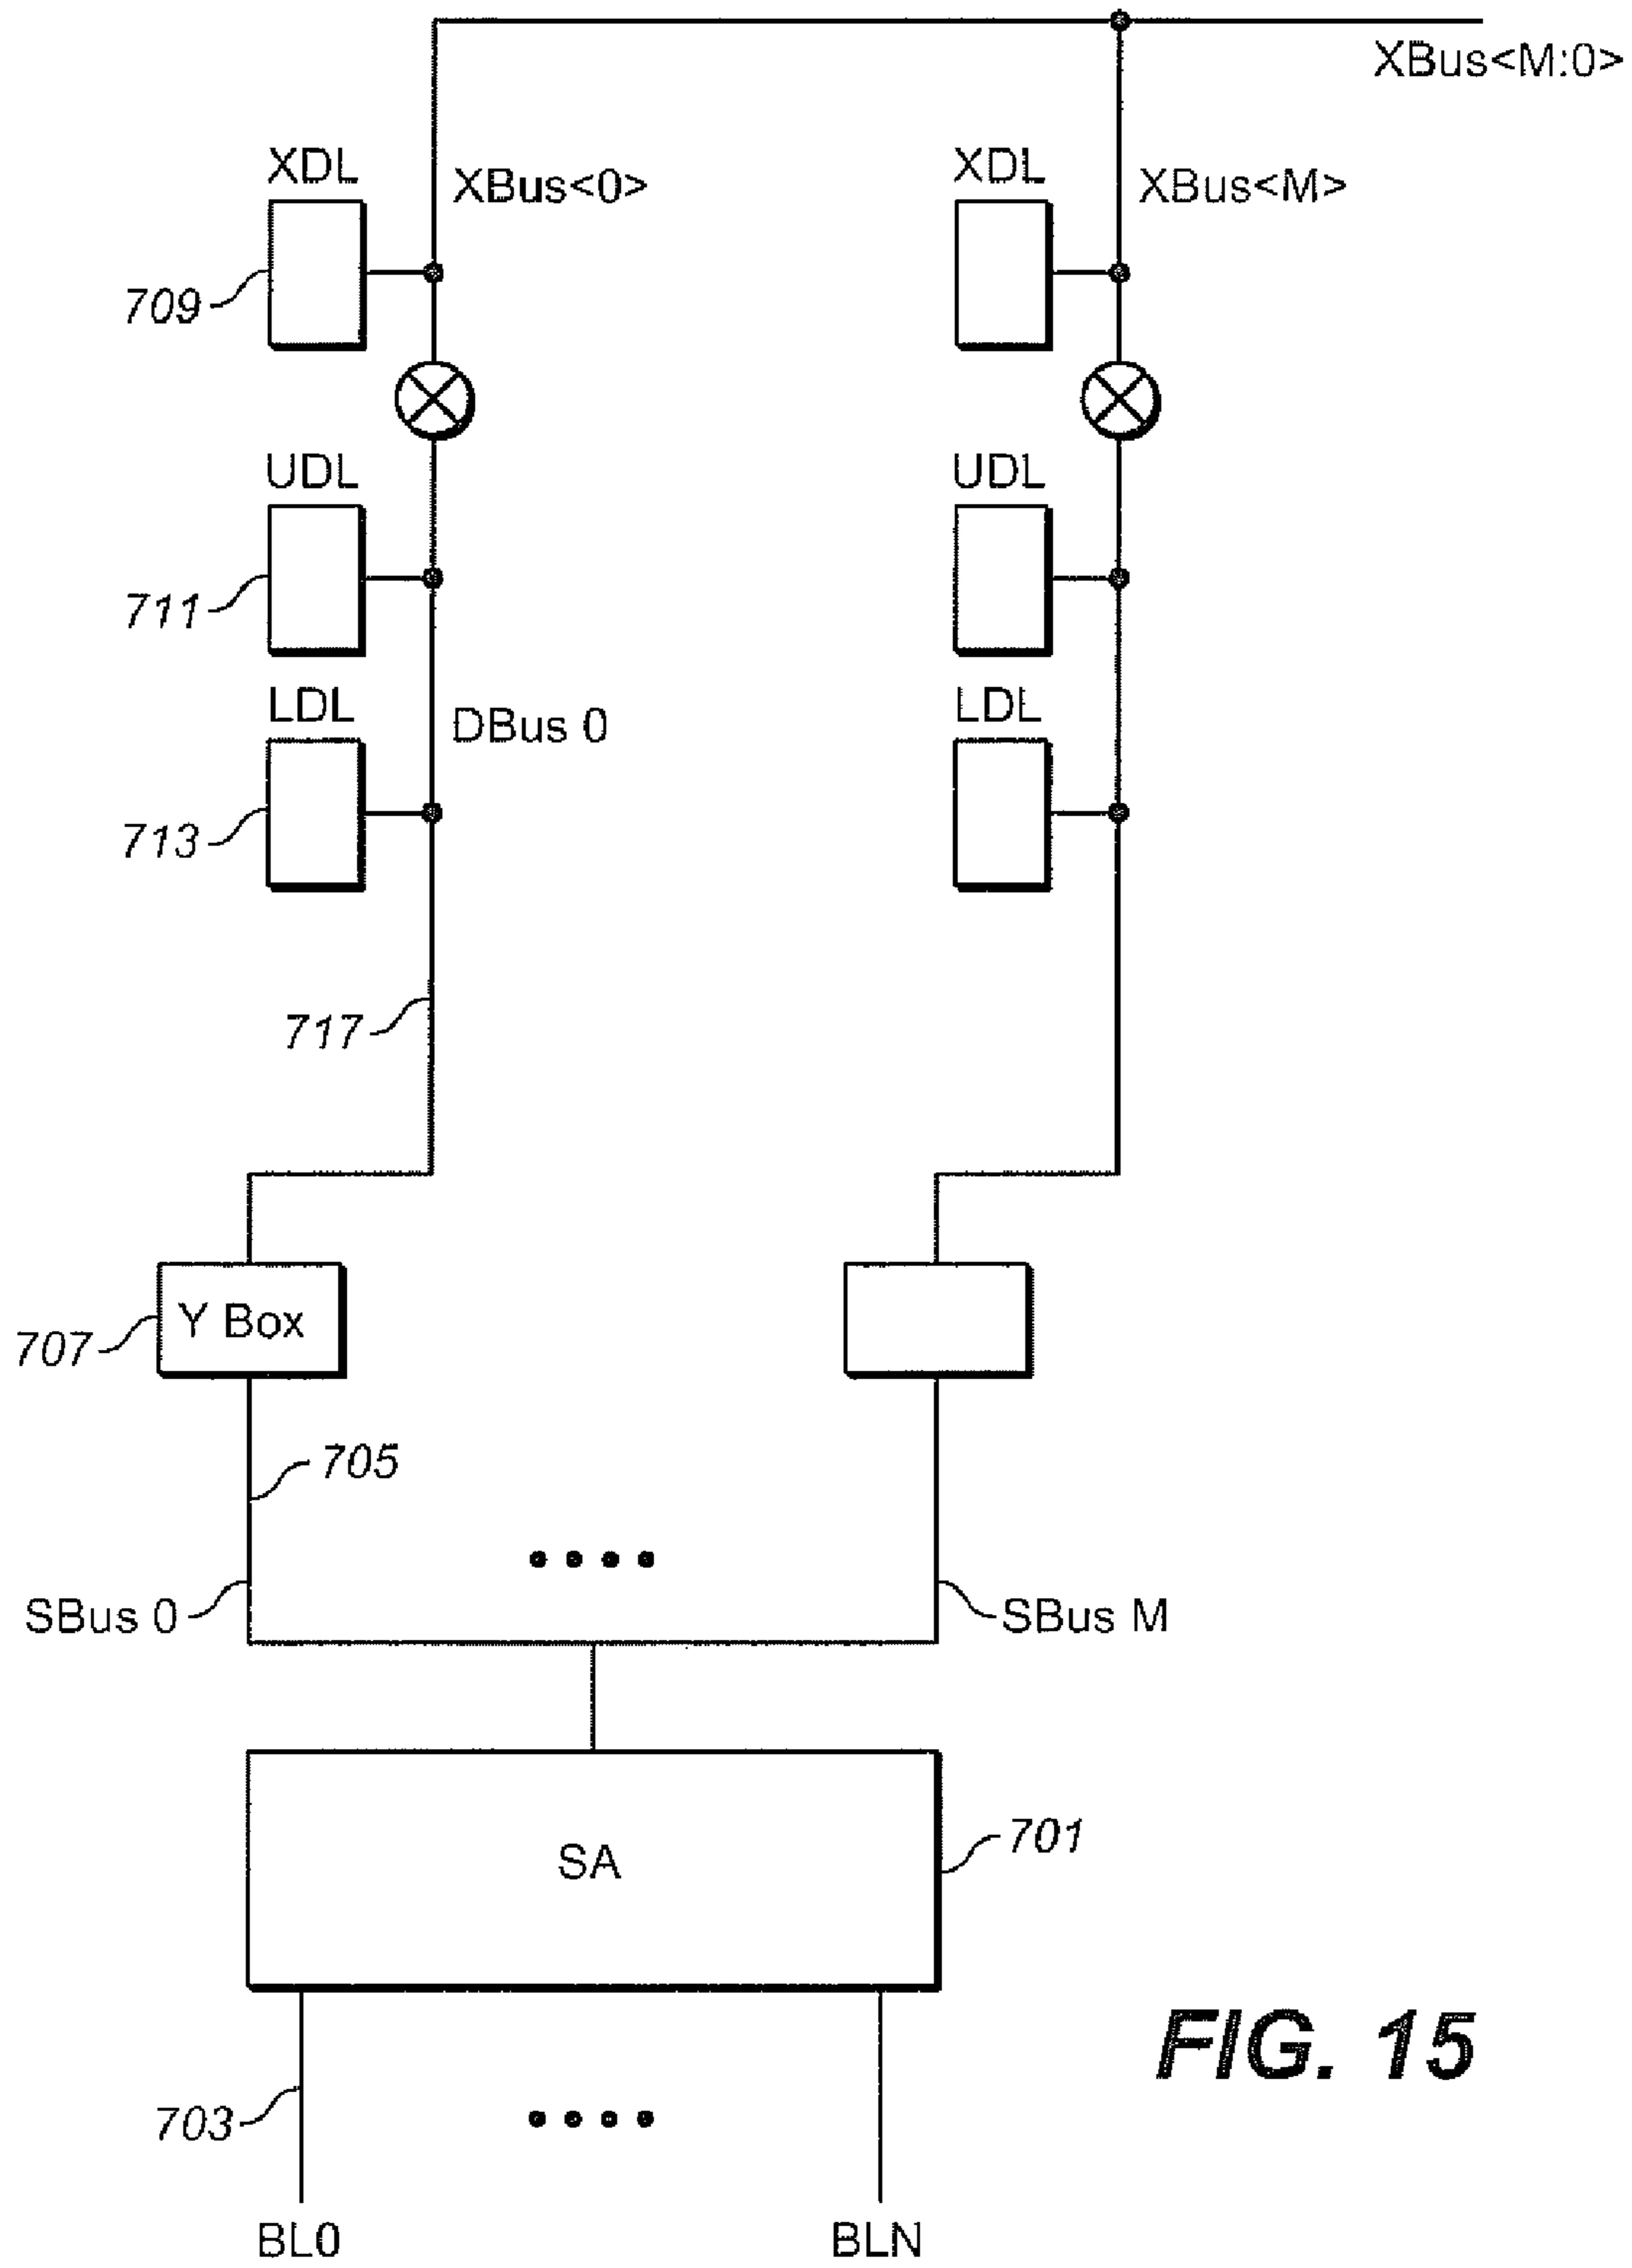 XBus<M:0>
XDL
XBus<0>
XDL
XBus<M>
709
UDL
UDL
711
LDL
DBus 0
LDL
713
717
Y Box
707
705
SBus 0
SBus M
SA
701
703
BL0
BLN
FIG. 15